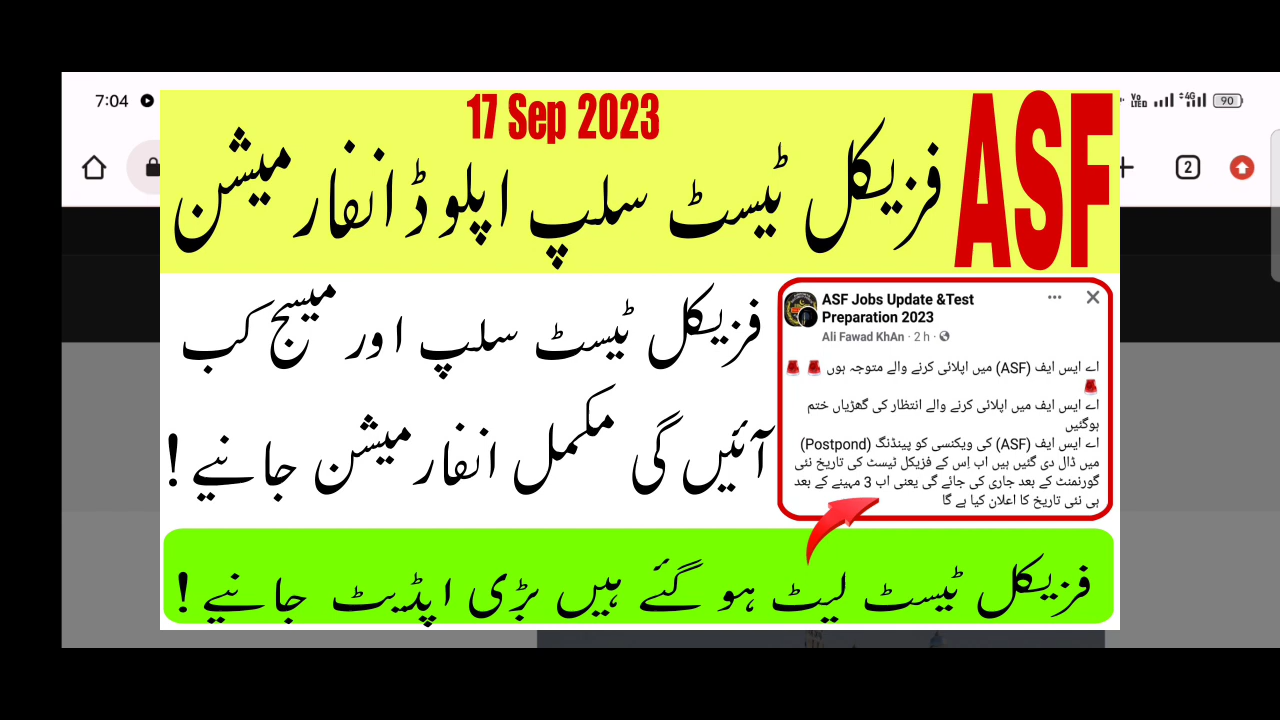 7:04
Vo LTED 4G 90
2
17 Sep 2023
ASF
فزیکل ٹیسٹ سلپ اپلوڈ انفارمیشن
فزیکل ٹیسٹ سلپ اور میسج کب
آئیں گی مکمل انفارمیشن جانیے !
ASF Jobs Update &Test
Preparation 2023
Ali Fawad KhAn · 2 h ·
اے ایس ایف (ASF) میں اپلائی کرنے والے متوجہ ہوں
اے ایس ایف میں اپلائی کرنے والے انتظار کی گھڑیاں ختم
ہوگئیں
اے ایس ایف (ASF) کی ویکنسی کو پینڈنگ (Postpond)
میں ڈال دی گئیں ہیں اب اِس کے فزیکل ٹیسٹ کی تاریخ نئی
گورنمنٹ کے بعد جاری کی جائے گی یعنی اب 3 مہینے کے بعد
ہی نئی تاریخ کا اعلان کیا ہے گا
فزیکل ٹیسٹ لیٹ ہو گئے ہیں بڑی اپڈیٹ جانیے !